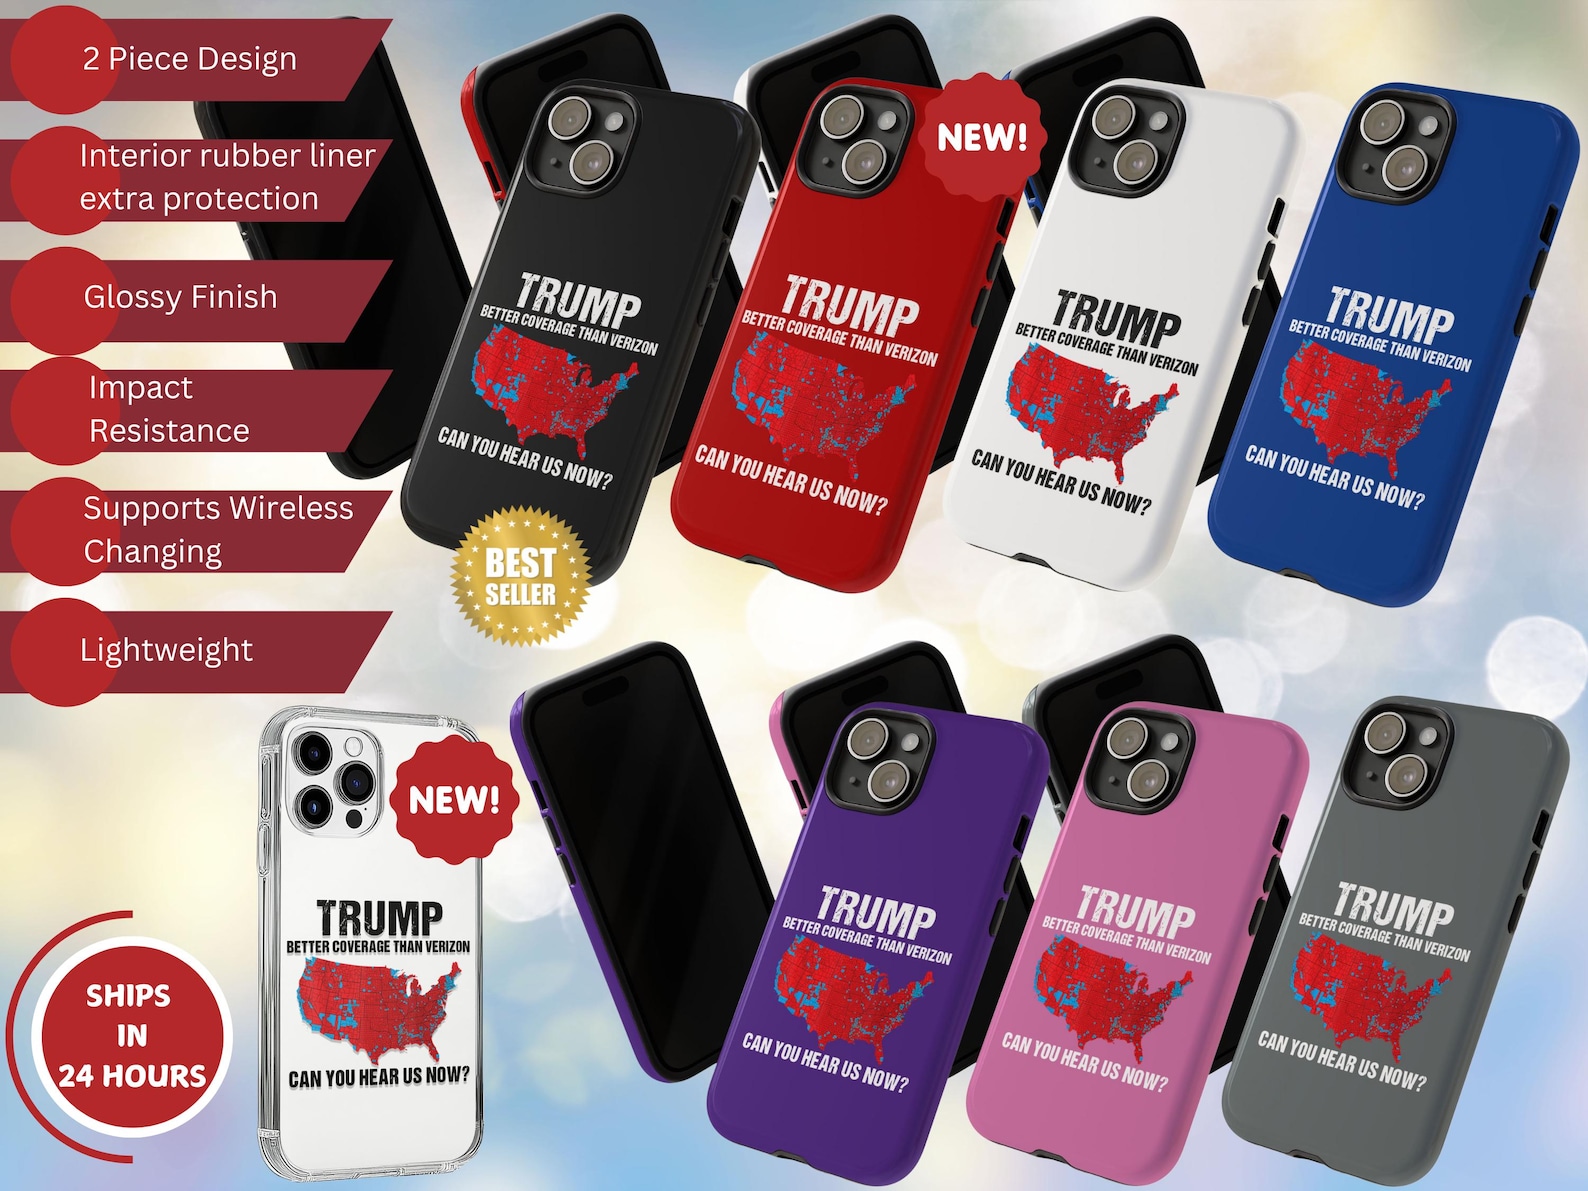 2 Piece Design
Interior rubber liner
extra protection
Glossy Finish
Impact
Resistance
Supports Wireless
Changing
Lightweight
TRUMP
BETTER COVERAGE THAN VERIZON
CAN YOU HEAR US NOW?
BEST
SELLER
TRUMP
BETTER COVERAGE THAN VERIZON
CAN YOU HEAR US NOW?
NEW!
TRUMP
BETTER COVERAGE THAN VERIZON
CAN YOU HEAR US NOW?
TRUMP
BETTER COVERAGE THAN VERIZON
CAN YOU HEAR US NOW?
NEW!
TRUMP
BETTER COVERAGE THAN VERIZON
CAN YOU HEAR US NOW?
SHIPS
IN
24 HOURS
TRUMP
BETTER COVERAGE THAN VERIZON
CAN YOU HEAR US NOW?
TRUMP
BETTER COVERAGE THAN VERIZON
CAN YOU HEAR US NOW?
TRUMP
BETTER COVERAGE THAN VERIZON
CAN YOU HEAR US NOW?